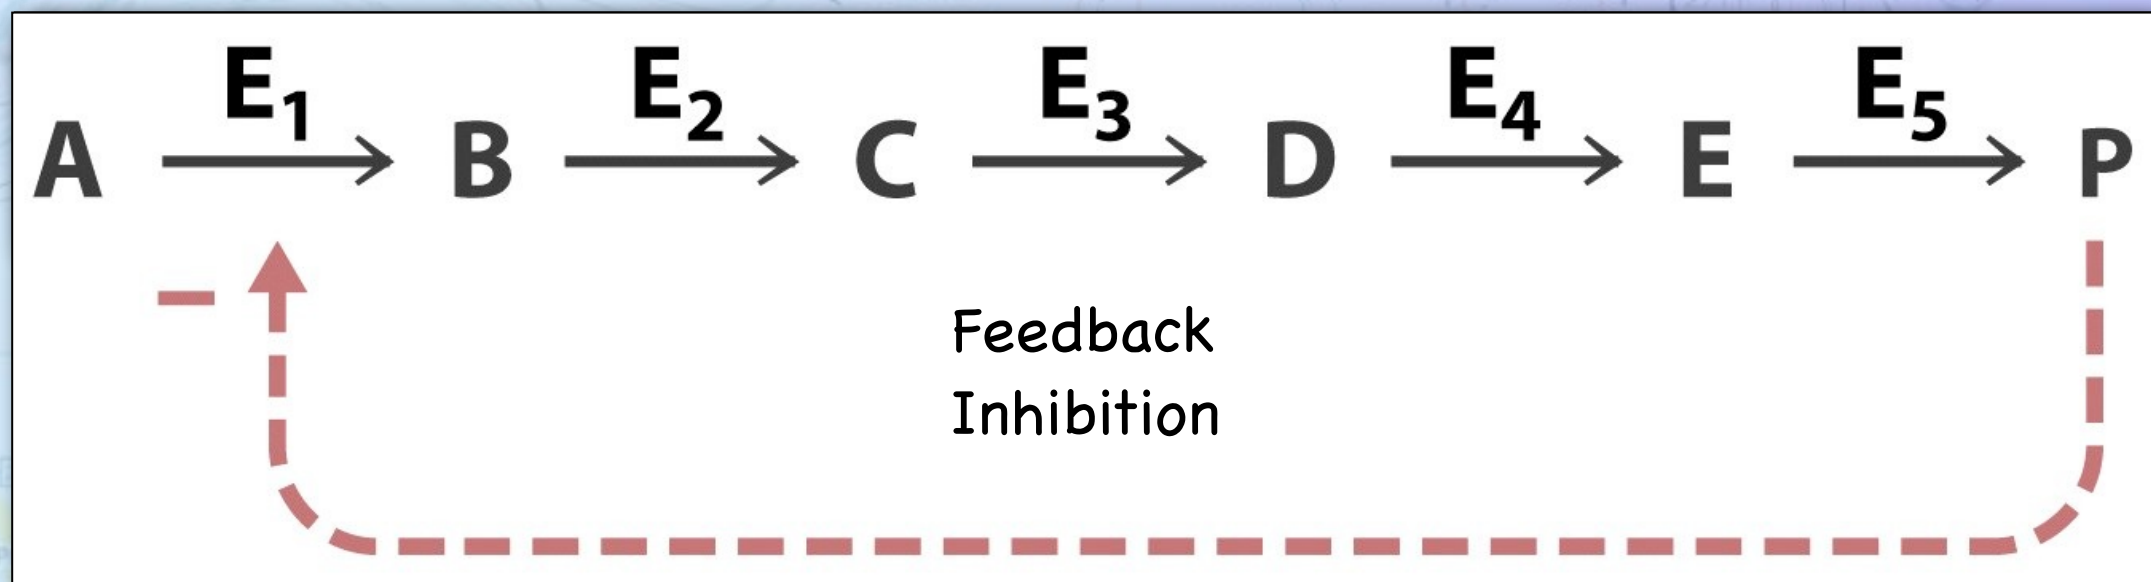 E₁ E₂ E₃ E₄ E₅
A B C D E P
–
Feedback
Inhibition